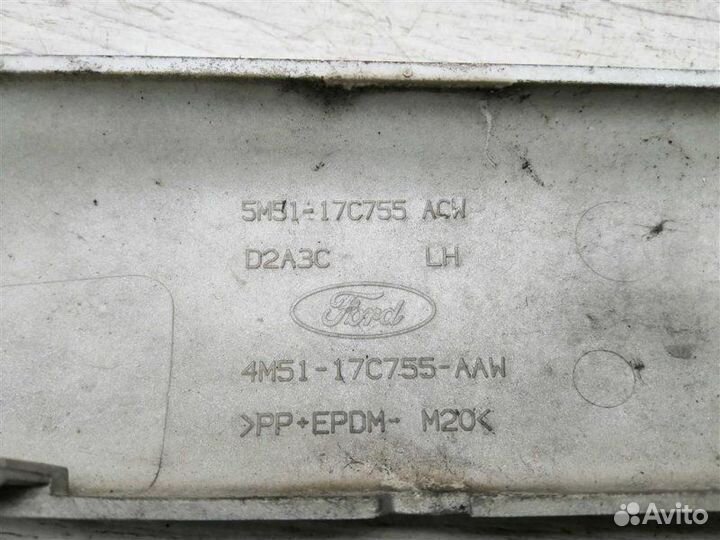 5M51-17C755 ACW
D2A3C LH
Ford
4M51-17C755-AAW
>PP+EPDM- M20<
Avito